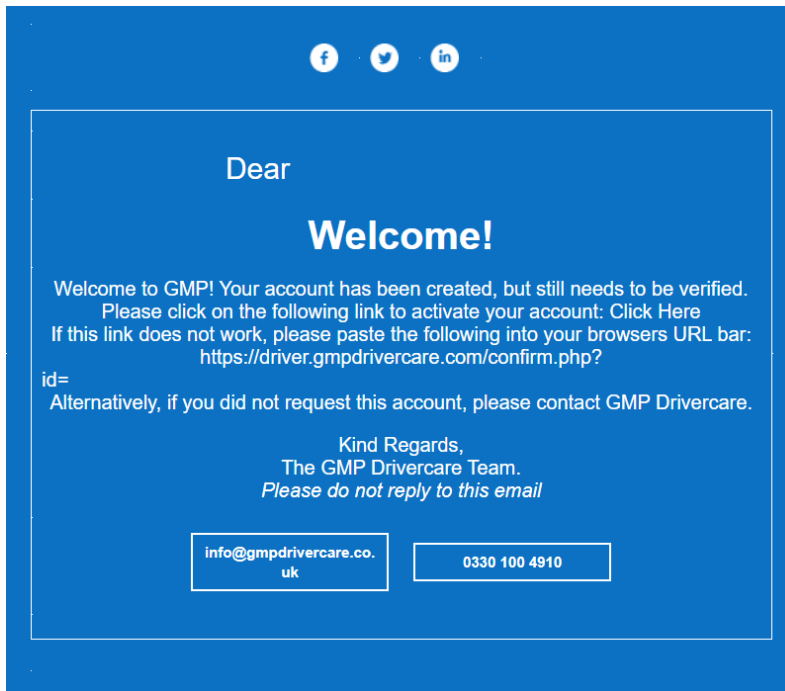 Dear
Welcome!
Welcome to GMP! Your account has been created, but still needs to be verified.
Please click on the following link to activate your account: Click Here
If this link does not work, please paste the following into your browsers URL bar:
https://driver.gmpdrivercare.com/confirm.php?
id=
Alternatively, if you did not request this account, please contact GMP Drivercare.
Kind Regards,
The GMP Drivercare Team.
Please do not reply to this email
info@gmpdrivercare.co.
uk
0330 100 4910